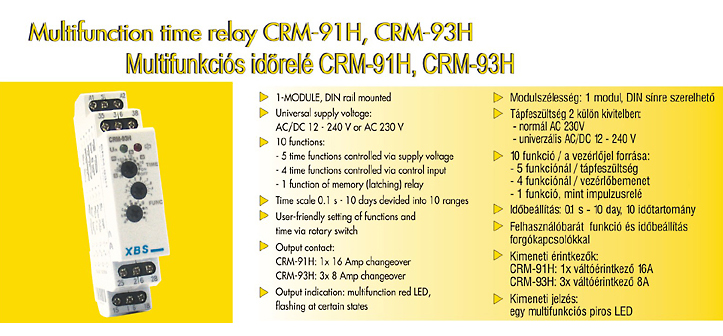 Multifunction time relay CRM-91H, CRM-93H
Multifunkciós időrelé CRM-91H, CRM-93H
CRM-93H
Un
TIME
FUNC
XBS
1-MODULE, DIN rail mounted
Universal supply voltage:
AC/DC 12 - 240 V or AC 230 V
10 functions:
- 5 time functions controlled via supply voltage
- 4 time functions controlled via control input
- 1 function of memory (latching) relay
Time scale 0.1 s - 10 days devided into 10 ranges
User-friendly setting of functions and
time via rotary switch
Output contact:
CRM-91H: 1x 16 Amp changeover
CRM-93H: 3x 8 Amp changeover
Output indication: multifunction red LED,
flashing at certain states
Modulszélesség: 1 modul, DIN sínre szerelhető
Tápfeszültség 2 külön kivitelben:
- normál AC 230V
- univerzális AC/DC 12 - 240 V
10 funkció / a vezérlőjel forrása:
- 5 funkciónál / tápfeszültség
- 4 funkciónál / vezérlőbemenet
- 1 funkció, mint impulzusrelé
Időbeállítás: 0.1 s - 10 day, 10 időtartomány
Felhasználóbarát funkció és időbeállítás
forgókapcsolókkal
Kimeneti érintkezők:
CRM-91H: 1x váltóérintkező 16A
CRM-93H: 3x váltóérintkező 8A
Kimeneti jelzés:
egy multifunkciós piros LED